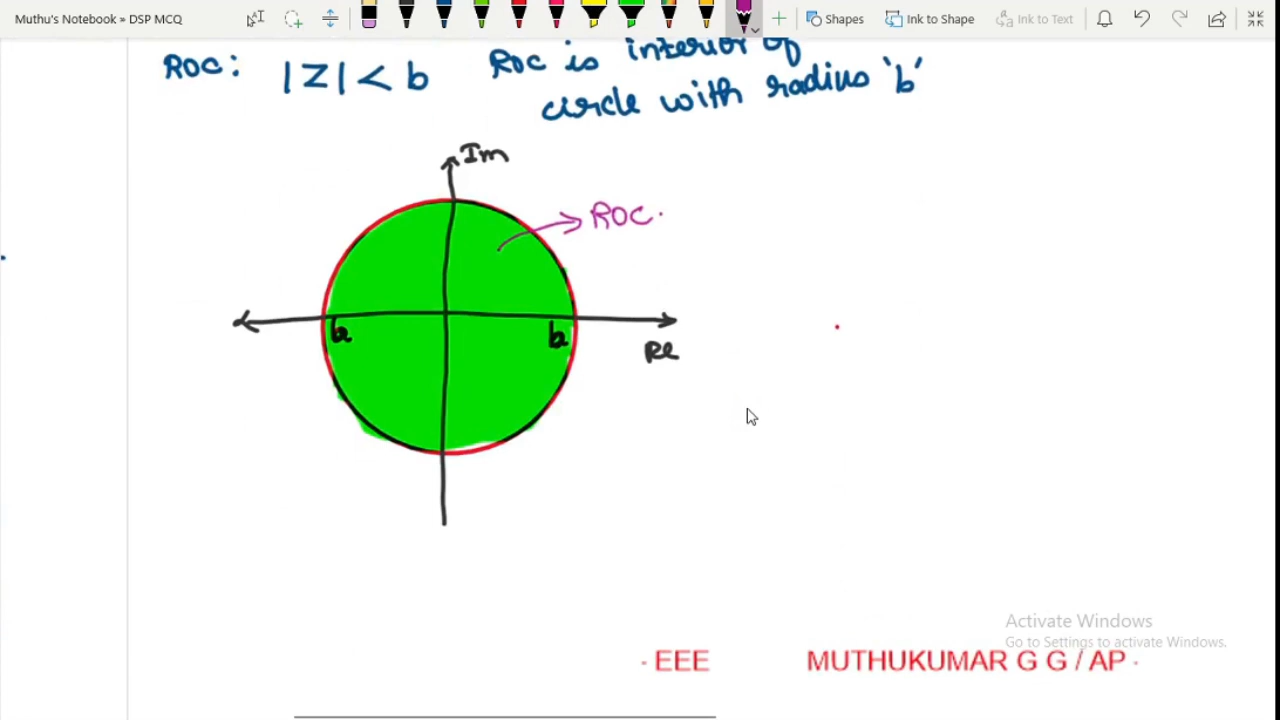 Muthu's Notebook » DSP MCQ
Shapes
Ink to Shape
Ink to Text
ROC: |Z| < b ROC is interior of
circle with radius 'b'
Im
ROC.
b
Re
Activate Windows
Go to Settings to activate Windows.
- EEE MUTHUKUMAR G G / AP -